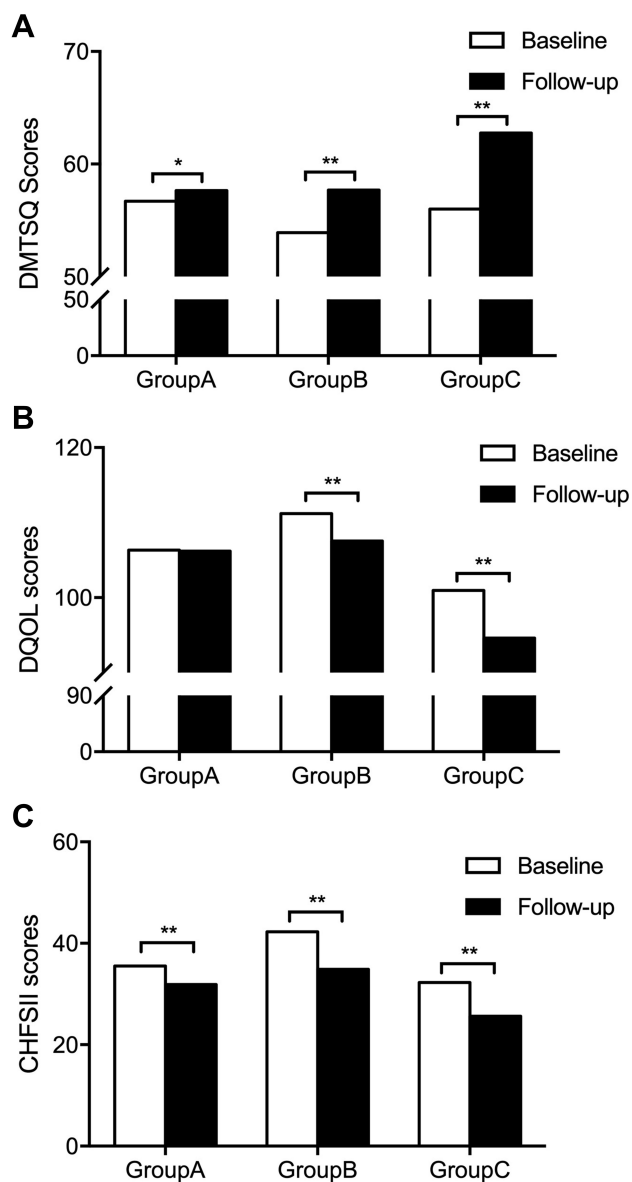 A
Baseline
Follow-up
DMTSQ Scores
70
60
50
50
0
*
**
**
GroupA
GroupB
GroupC
B
Baseline
Follow-up
DQOL scores
120
100
90
0
**
**
GroupA
GroupB
GroupC
C
Baseline
Follow-up
CHFSII scores
60
40
20
0
**
**
**
GroupA
GroupB
GroupC